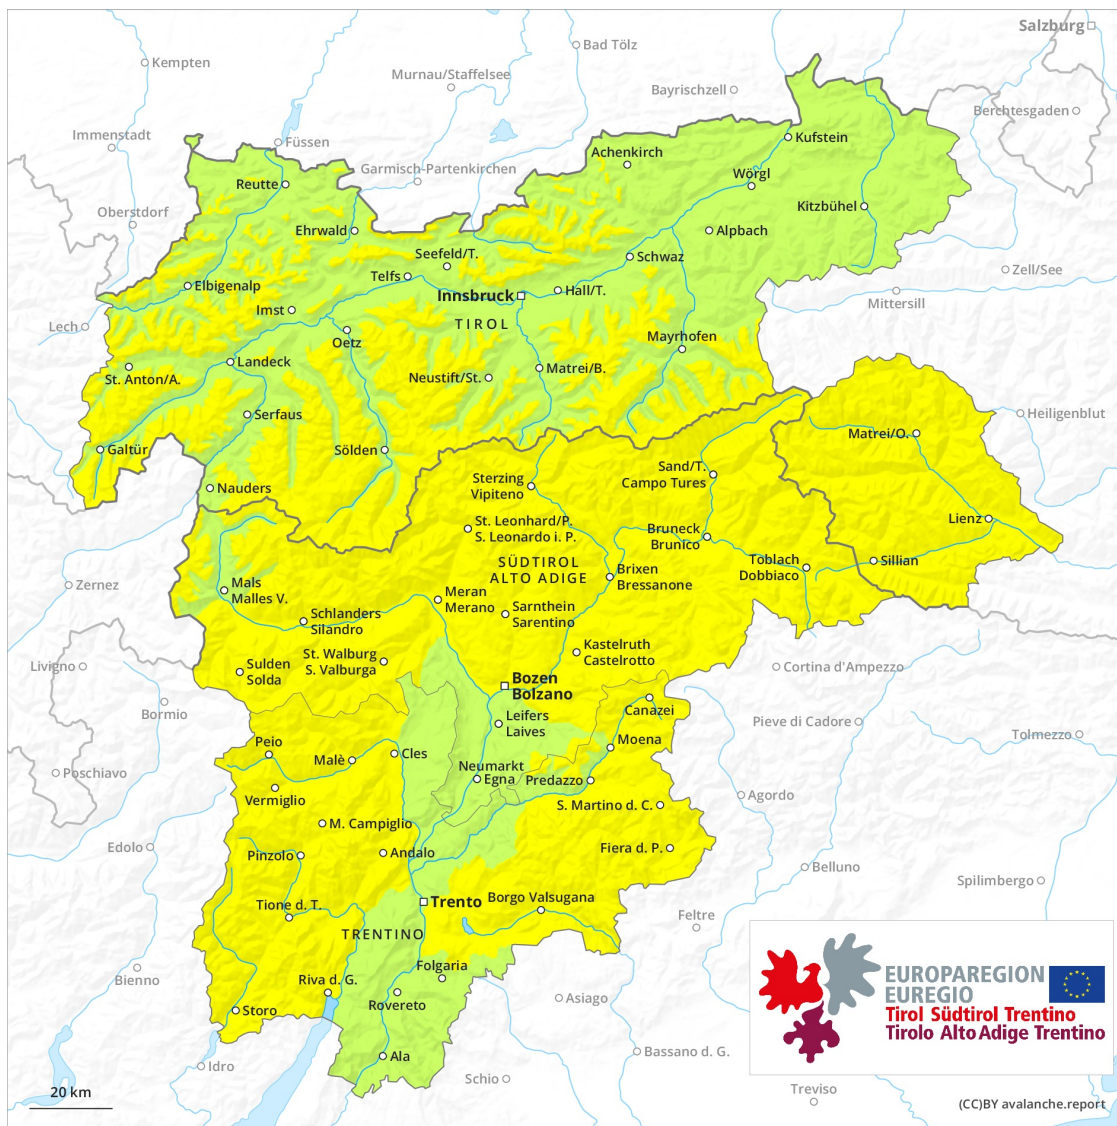 Salzburg
Bad Tölz
Kempten
Murnau/Staffelsee
Bayrischzell
Berchtesgaden
Immenstadt
Füssen
Kufstein
Achenkirch
Garmisch-Partenkirchen
Wörgl
Reutte
Oberstdorf
Kitzbühel
Ehrwald
Alpbach
Seefeld/T.
Schwaz
Zell/See
Telfs
Elbigenalp
Innsbruck
Hall/T.
Mittersill
Imst
TIROL
Lech
Oetz
Mayrhofen
Landeck
Matrei/B.
St. Anton/A.
Neustift/St.
Serfaus
Heiligenblut
Matrei/O.
Galtür
Sölden
Sand/T.
Campo Tures
Sterzing
Vipiteno
Nauders
St. Leonhard/P.
S. Leonardo i. P.
Lienz
Bruneck
Brunico
SÜDTIROL
ALTO ADIGE
Toblach
Dobbiaco
Sillian
Brixen
Bressanone
Zernez
Mals
Malles V.
Meran
Merano
Sarnthein
Sarentino
Schlanders
Silandro
Kastelruth
Castelrotto
St. Walburg
S. Valburga
Livigno
Sulden
Solda
Cortina d'Ampezzo
Bozen
Bolzano
Bormio
Canazei
Leifers
Laives
Pieve di Cadore
Tolmezzo
Peio
Moena
Cles
Malè
Poschiavo
Neumarkt
Egna
Predazzo
Vermiglio
Agordo
S. Martino d. C.
M. Campiglio
Edolo
Pinzolo
Andalo
Fiera d. P.
Belluno
Spilimbergo
Trento
Borgo Valsugana
Tione d. T.
Feltre
TRENTINO
Folgaria
Bienno
Riva d. G.
Rovereto
Asiago
Storo
EUROPAREGION
EUREGIO
Tirol Südtirol Trentino
Tirolo Alto Adige Trentino
Ala
Bassano d. G.
Idro
Schio
20 km
Treviso
(CC)BY avalanche.report